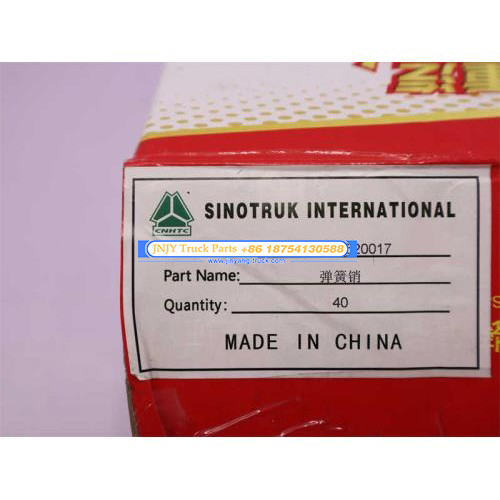 CNHTC
SINOTRUK INTERNATIONAL
20017
JNJY Truck Parts +86 18754130588
www.jnjyang-truck.com
Part Name: 弹簧销
Quantity: 40
MADE IN CHINA